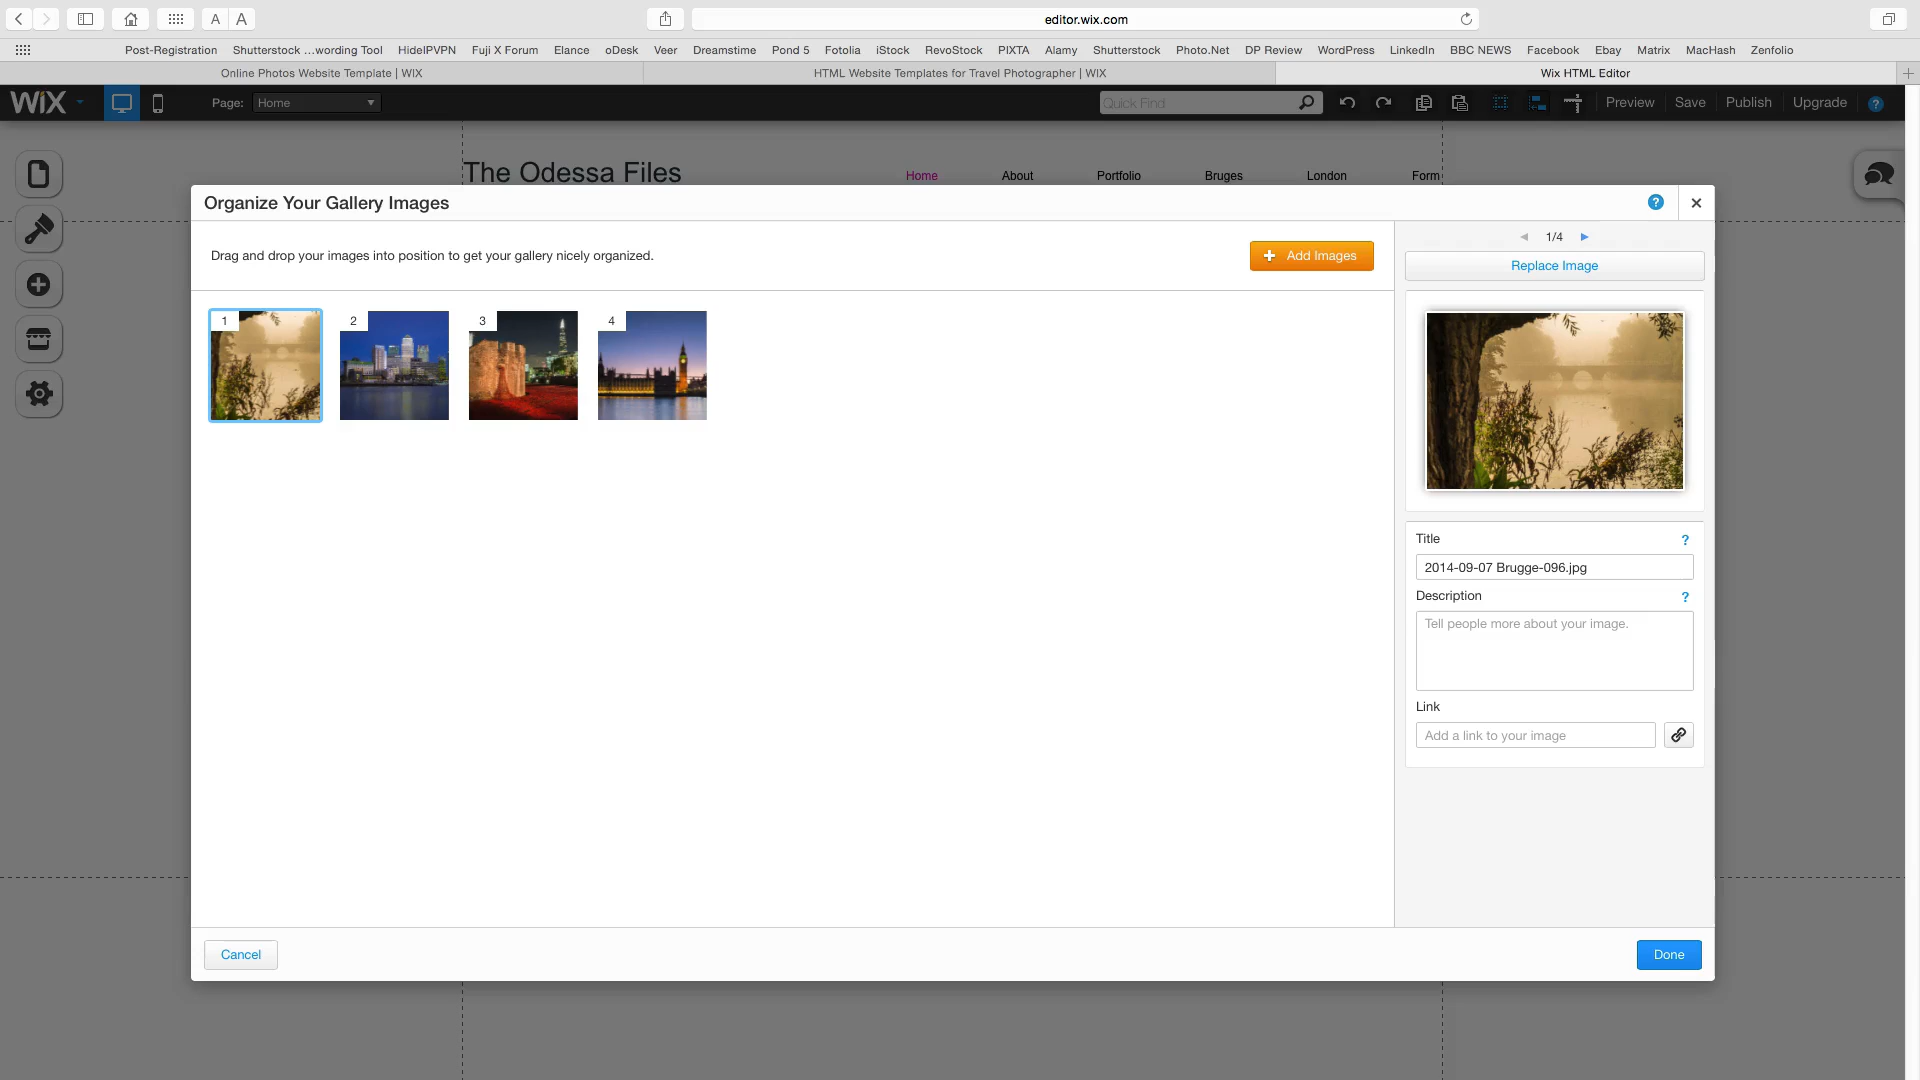 A A
editor.wix.com
Post-Registration Shutterstock ...wording Tool HideIPVPN Fuji X Forum Elance oDesk Veer Dreamstime Pond 5 Fotolia iStock RevoStock PIXTA Alamy Shutterstock Photo.Net DP Review WordPress LinkedIn BBC NEWS Facebook Ebay Matrix MacHash Zenfolio
Online Photos Website Template | WIX HTML Website Templates for Travel Photographer | WIX Wix HTML Editor
WiX Page: Home Quick Find Preview Save Publish Upgrade ?
The Odessa Files
Home About Portfolio Bruges London Form
Organize Your Gallery Images ?
1/4
Drag and drop your images into position to get your gallery nicely organized.
Add Images
Replace Image
1 2 3 4
Title ?
2014-09-07 Brugge-096.jpg
Description ?
Tell people more about your image.
Link
Add a link to your image
Cancel Done